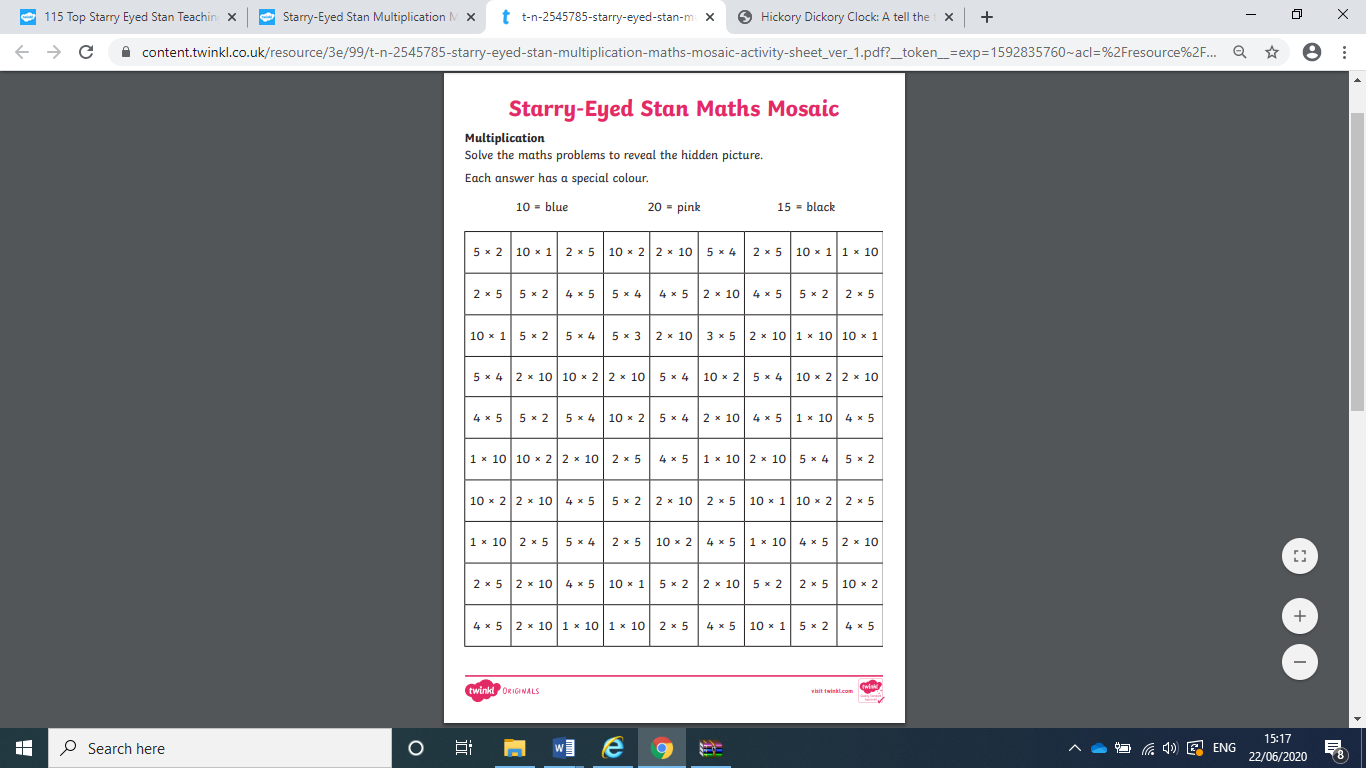 115 Top Starry Eyed Stan Teachin
Starry-Eyed Stan Multiplication M
t-n-2545785-starry-eyed-stan-mu
Hickory Dickory Clock: A tell the t
content.twinkl.co.uk/resource/3e/99/t-n-2545785-starry-eyed-stan-multiplication-maths-mosaic-activity-sheet_ver_1.pdf?__token__=exp=1592835760~acl=%2Fresource%2F...
Starry-Eyed Stan Maths Mosaic
Multiplication
Solve the maths problems to reveal the hidden picture.
Each answer has a special colour.
10 = blue 20 = pink 15 = black
5 × 2 10 × 1 2 × 5 10 × 2 2 × 10 5 × 4 2 × 5 10 × 1 1 × 10
2 × 5 5 × 2 4 × 5 5 × 4 4 × 5 2 × 10 4 × 5 5 × 2 2 × 5
10 × 1 5 × 2 5 × 4 5 × 3 2 × 10 3 × 5 2 × 10 1 × 10 10 × 1
5 × 4 2 × 10 10 × 2 2 × 10 5 × 4 10 × 2 5 × 4 10 × 2 2 × 10
4 × 5 5 × 2 5 × 4 10 × 2 5 × 4 2 × 10 4 × 5 1 × 10 4 × 5
1 × 10 10 × 2 2 × 10 2 × 5 4 × 5 1 × 10 2 × 10 5 × 4 5 × 2
10 × 2 2 × 10 4 × 5 5 × 2 2 × 10 2 × 5 10 × 1 10 × 2 2 × 5
1 × 10 2 × 5 5 × 4 2 × 5 10 × 2 4 × 5 1 × 10 4 × 5 2 × 10
2 × 5 2 × 10 4 × 5 10 × 1 5 × 2 2 × 10 5 × 2 2 × 5 10 × 2
4 × 5 2 × 10 1 × 10 1 × 10 2 × 5 4 × 5 10 × 1 5 × 2 4 × 5
twinkl ORIGINALS
visit twinkl.com
twinkl
Search here
ENG
15:17
22/06/2020
8